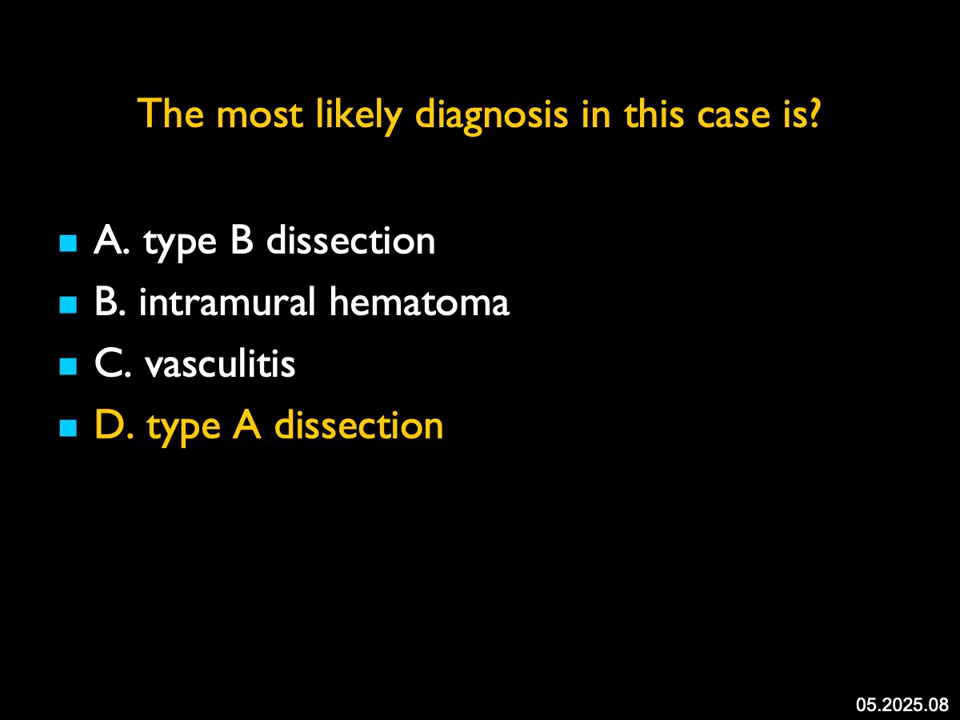 The most likely diagnosis in this case is?
A. type B dissection
B. intramural hematoma
C. vasculitis
D. type A dissection
05.2025.08